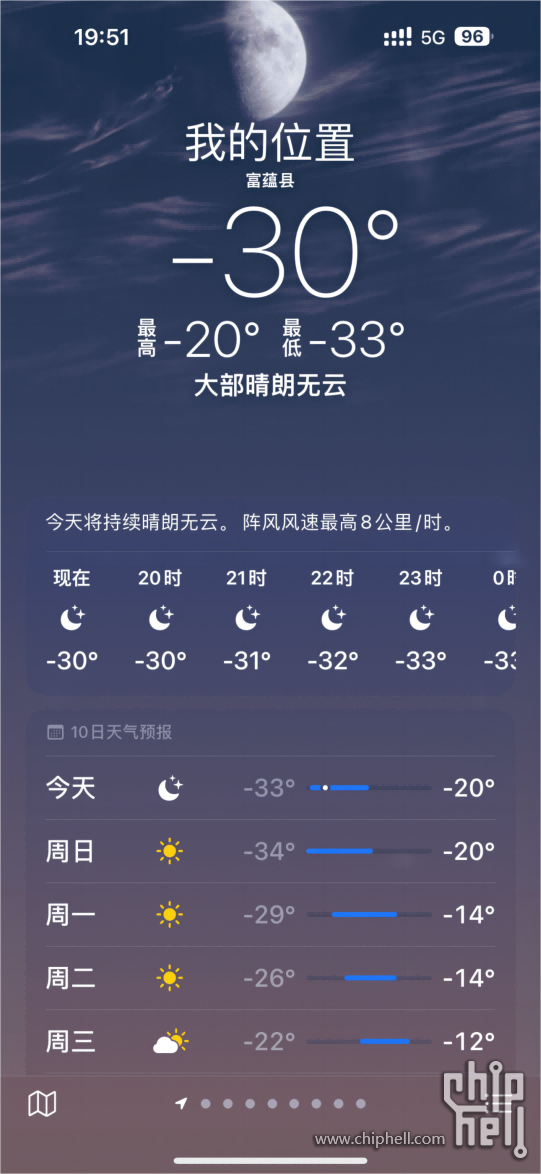 19:51 5G 96
我的位置
富蕴县
-30°
最高 -20° 最低 -33°
大部晴朗无云
今天将持续晴朗无云。阵风风速最高8公里/时。
现在 20时 21时 22时 23时 0时
-30° -30° -31° -32° -33° -33
10日天气预报
今天 -33° -20°
周日 -34° -20°
周一 -29° -14°
周二 -26° -14°
周三 -22° -12°
chip
hell
www.chiphell.com